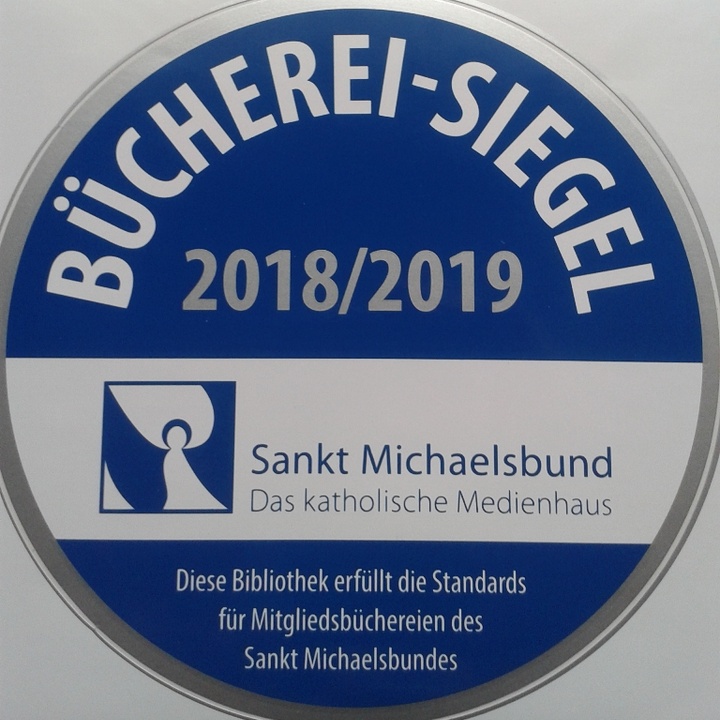 BÜCHEREI-SIEGEL
2018/2019
Sankt Michaelsbund
Das katholische Medienhaus
Diese Bibliothek erfüllt die Standards
für Mitgliedsbüchereien des
Sankt Michaelsbundes